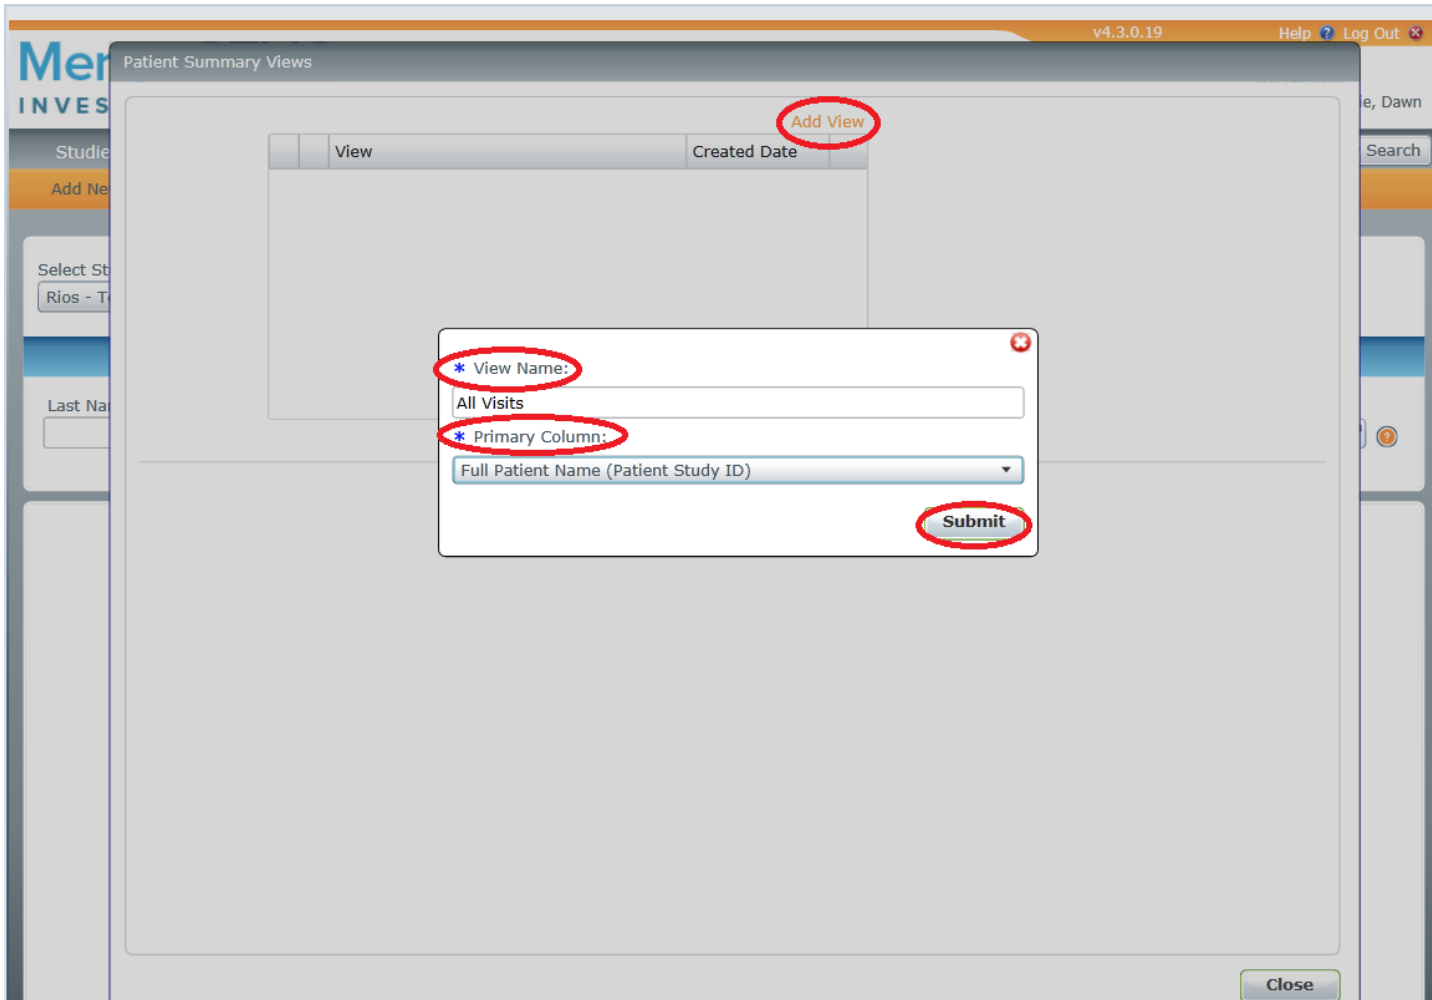 v4.3.0.19 Help Log Out
Mer
Patient Summary Views
INVES
ie, Dawn
Add View
Studie
View Created Date
Search
Add Ne
Select St
Rios - T
* View Name:
All Visits
Last Na
* Primary Column:
Full Patient Name (Patient Study ID)
Submit
Close